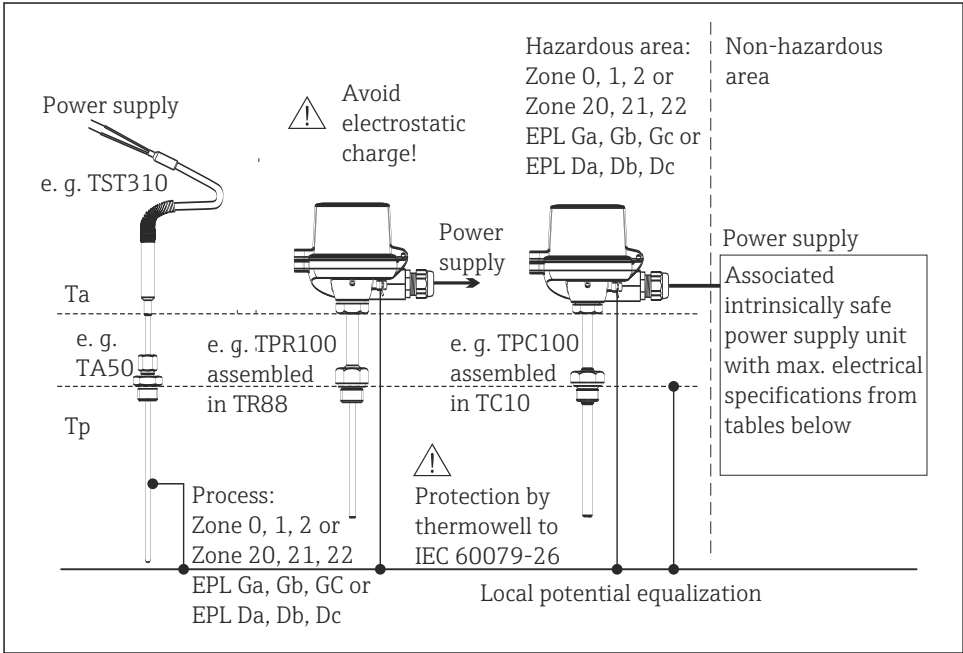 Power supply
e. g. TST310
Avoid
electrostatic
charge!
Hazardous area:
Zone 0, 1, 2 or
Zone 20, 21, 22
EPL Ga, Gb, Gc or
EPL Da, Db, Dc
Non-hazardous
area
Power
supply
Power supply
Associated
intrinsically safe
power supply unit
with max. electrical
specifications from
tables below
Ta
e. g.
TA50
e. g. TPR100
assembled
in TR88
e. g. TPC100
assembled
in TC10
Tp
Process:
Zone 0, 1, 2 or
Zone 20, 21, 22
EPL Ga, Gb, GC or
EPL Da, Db, Dc
Protection by
thermowell to
IEC 60079-26
Local potential equalization